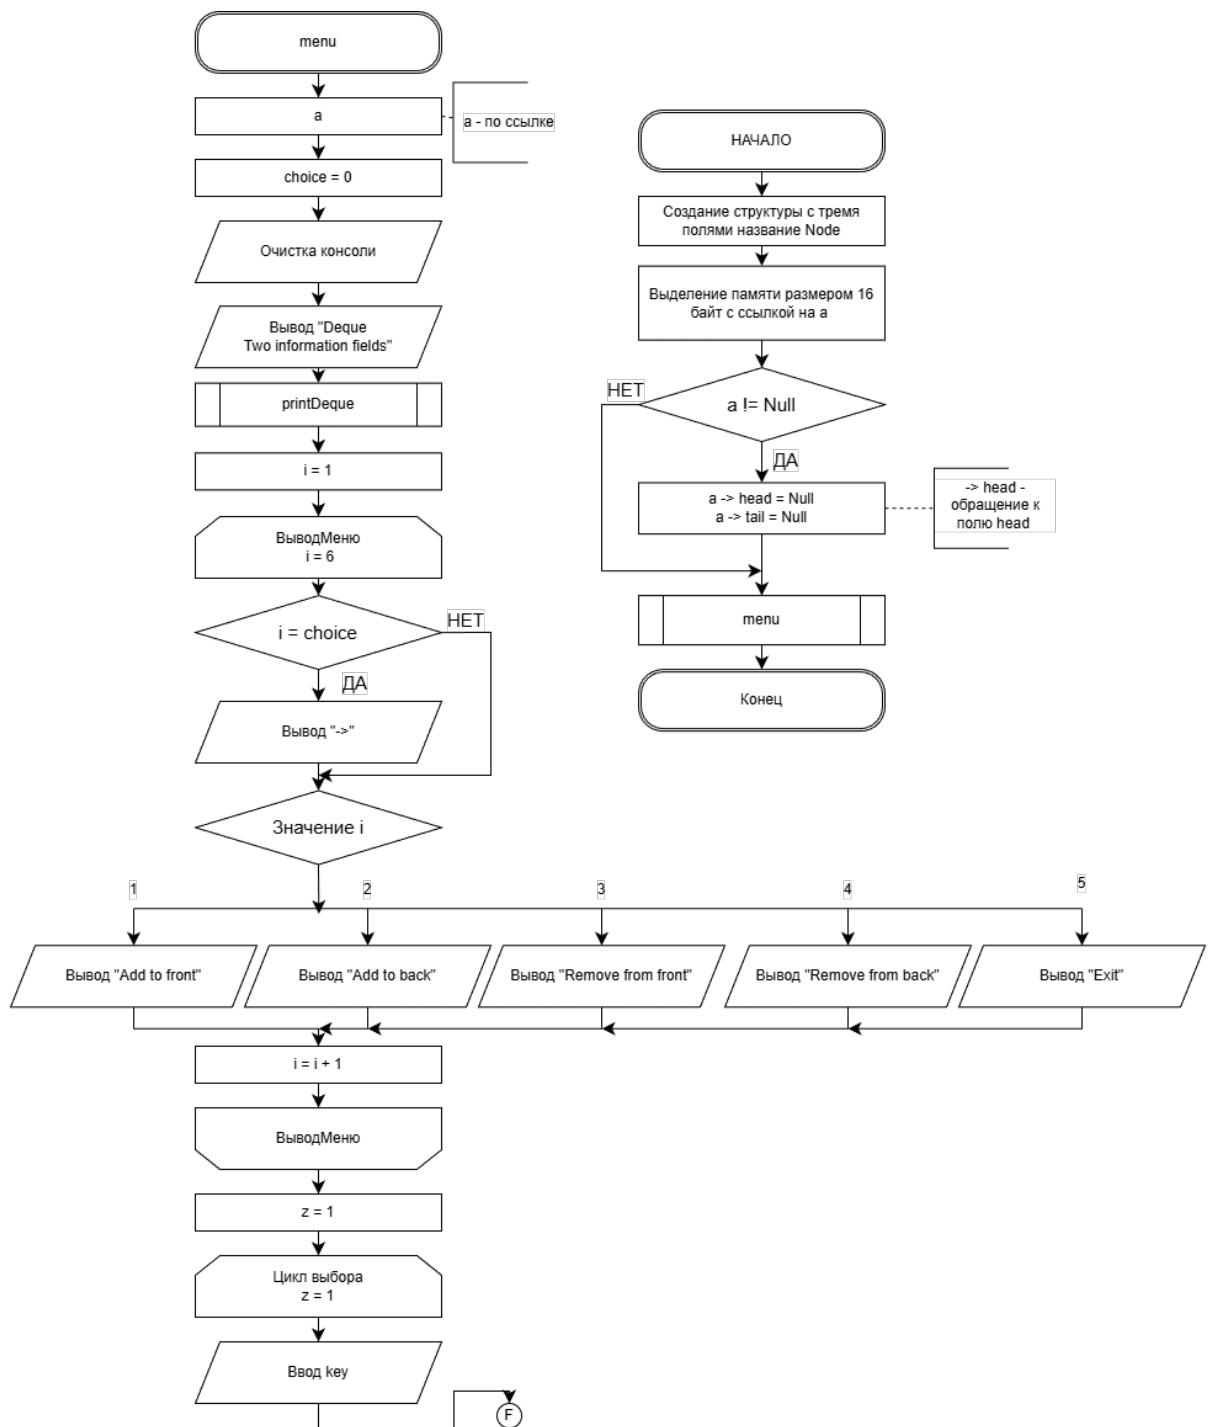 menu
a
a - по ссылке
choice = 0
Очистка консоли
Вывод "Deque
Two information fields"
printDeque
i = 1
ВыводМеню
i = 6
i = choice
НЕТ
ДА
Вывод "->"
Значение i
1
2
3
4
5
Вывод "Add to front"
Вывод "Add to back"
Вывод "Remove from front"
Вывод "Remove from back"
Вывод "Exit"
i = i + 1
ВыводМеню
z = 1
Цикл выбора
z = 1
Ввод key
F
НАЧАЛО
Создание структуры с тремя
полями название Node
Выделение памяти размером 16
байт с ссылкой на a
НЕТ
a != Null
ДА
a -> head = Null
a -> tail = Null
-> head -
обращение к
полю head
menu
Конец